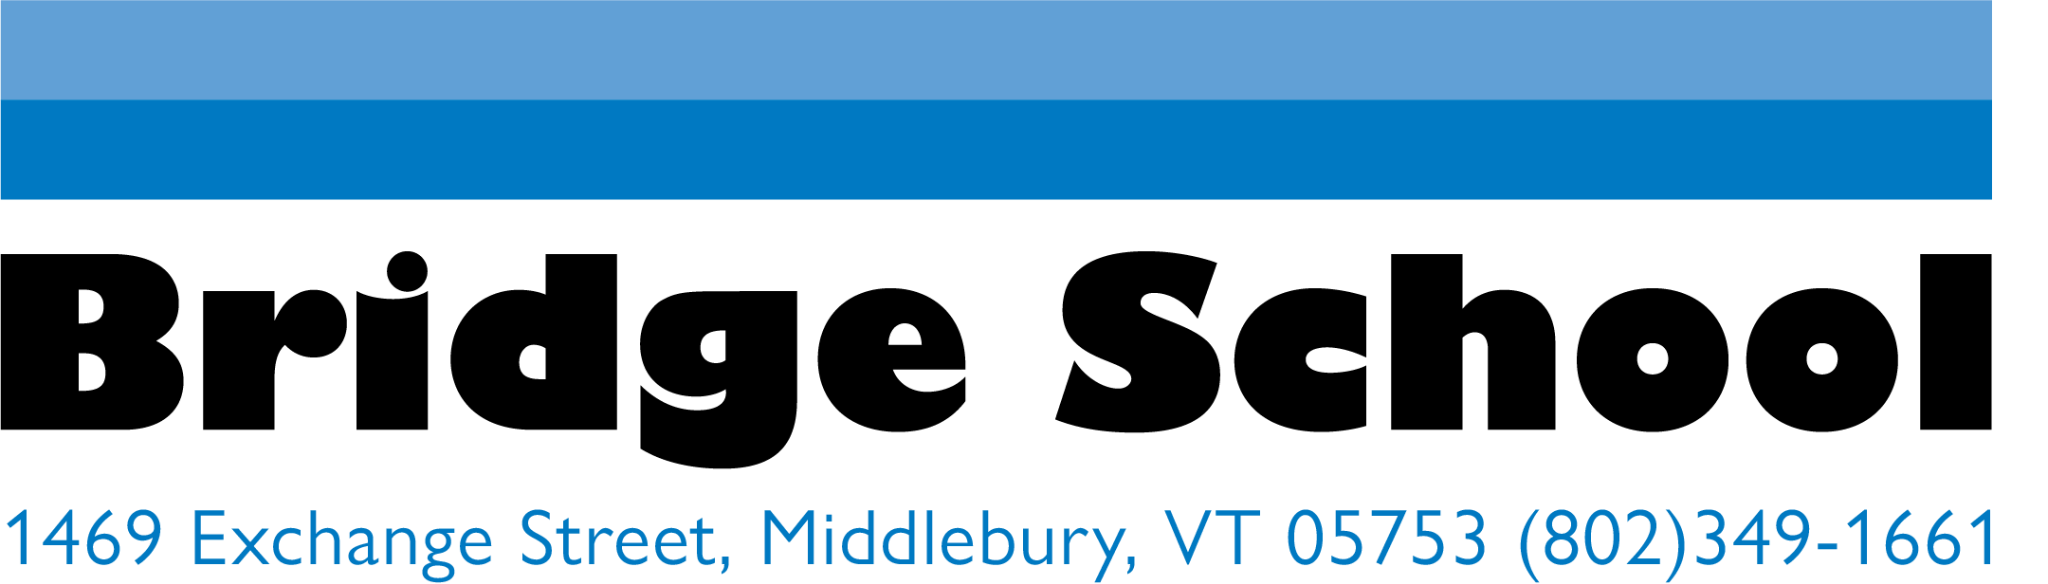 Bridge School
1469 Exchange Street, Middlebury, VT 05753 (802)349-1661